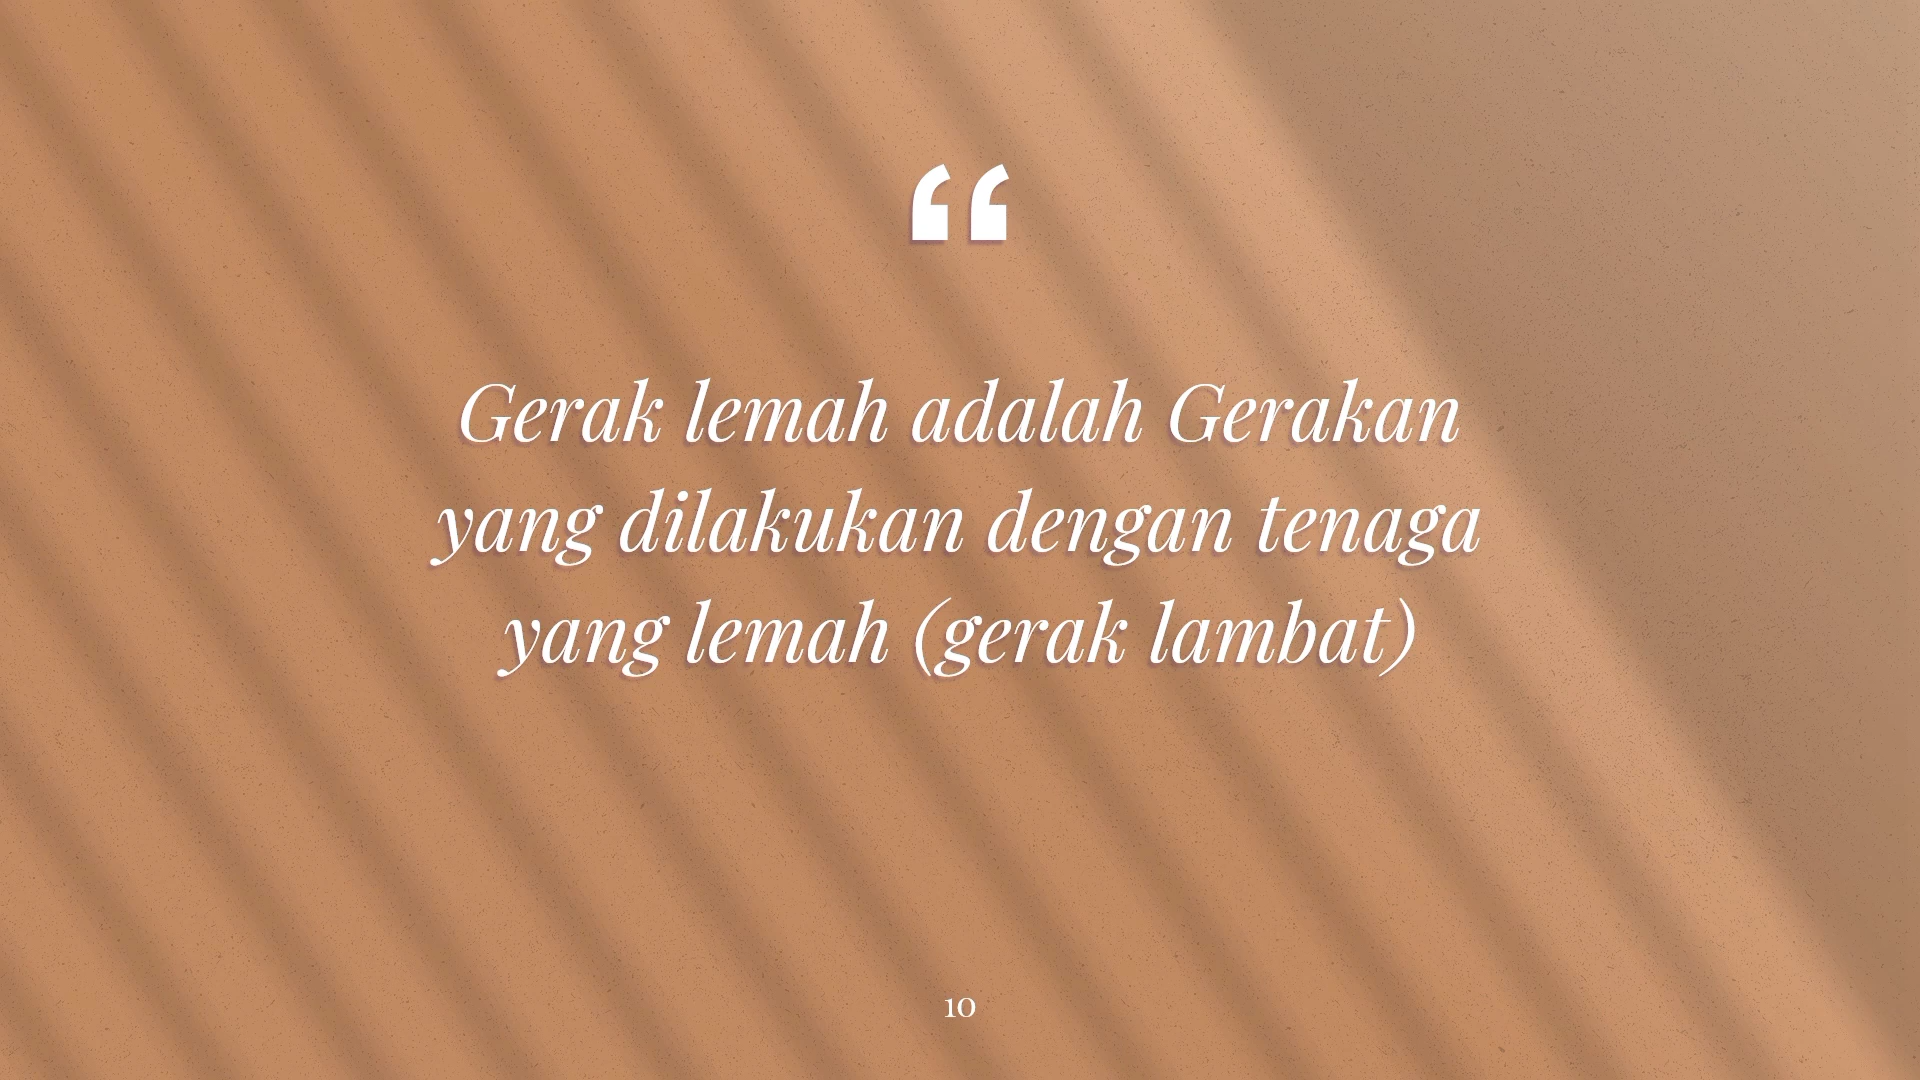 “
Gerak lemah adalah Gerakan
yang dilakukan dengan tenaga
yang lemah (gerak lambat)
10